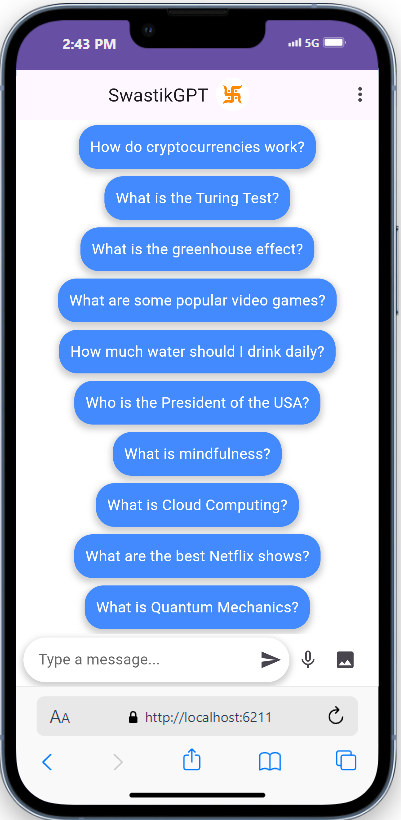 2:43 PM 5G
SwastikGPT
How do cryptocurrencies work?
What is the Turing Test?
What is the greenhouse effect?
What are some popular video games?
How much water should I drink daily?
Who is the President of the USA?
What is mindfulness?
What is Cloud Computing?
What are the best Netflix shows?
What is Quantum Mechanics?
Type a message...
AA http://localhost:6211